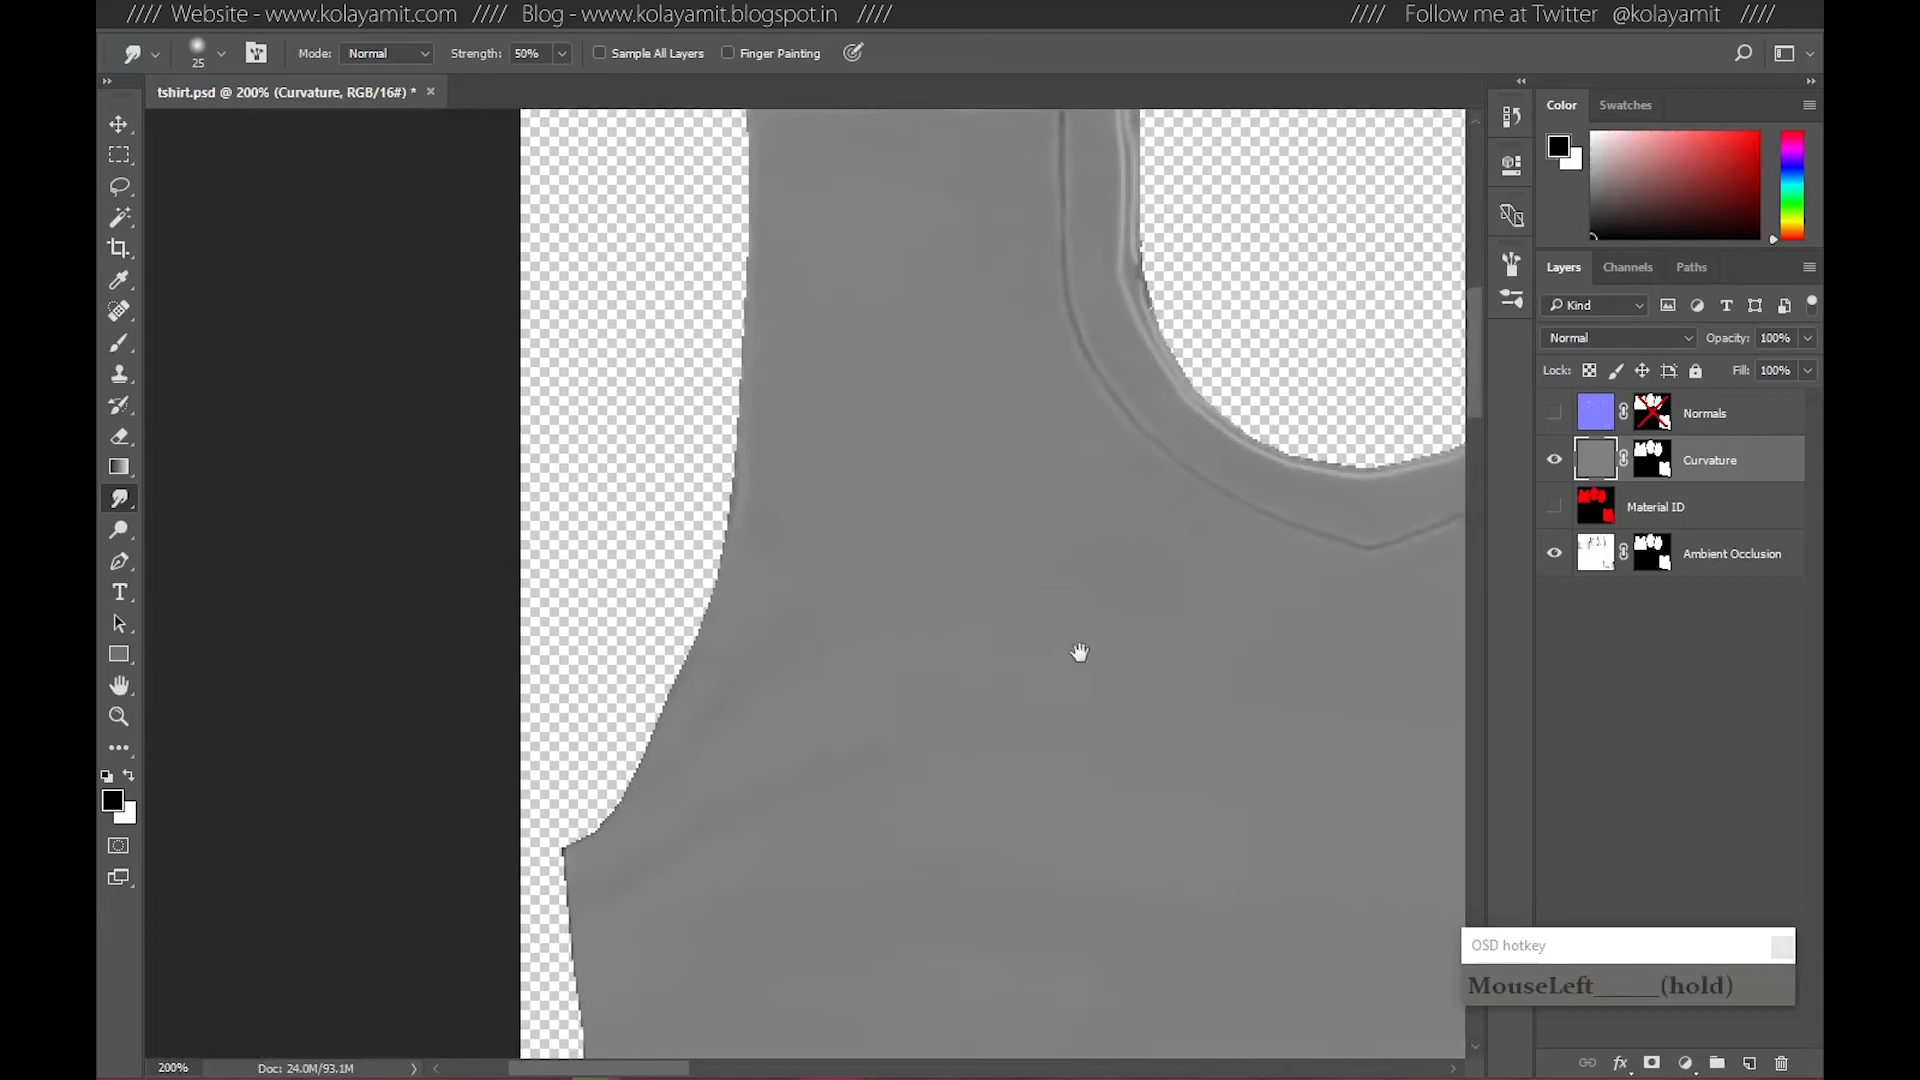 //// Website - www.kolayamit.com //// Blog - www.kolayamit.blogspot.in ////
//// Follow me at Twitter @kolayamit ////
25
Mode: Normal Strength: 50% Sample All Layers Finger Painting
tshirt.psd @ 200% (Curvature, RGB/16#) * ×
Color Swatches
Layers Channels Paths
Kind
Normal Opacity: 100%
Lock: Fill: 100%
Normals
Curvature
Material ID
Ambient Occlusion
OSD hotkey
MouseLeft_____(hold)
200% Doc: 24.0M/93.1M
fx